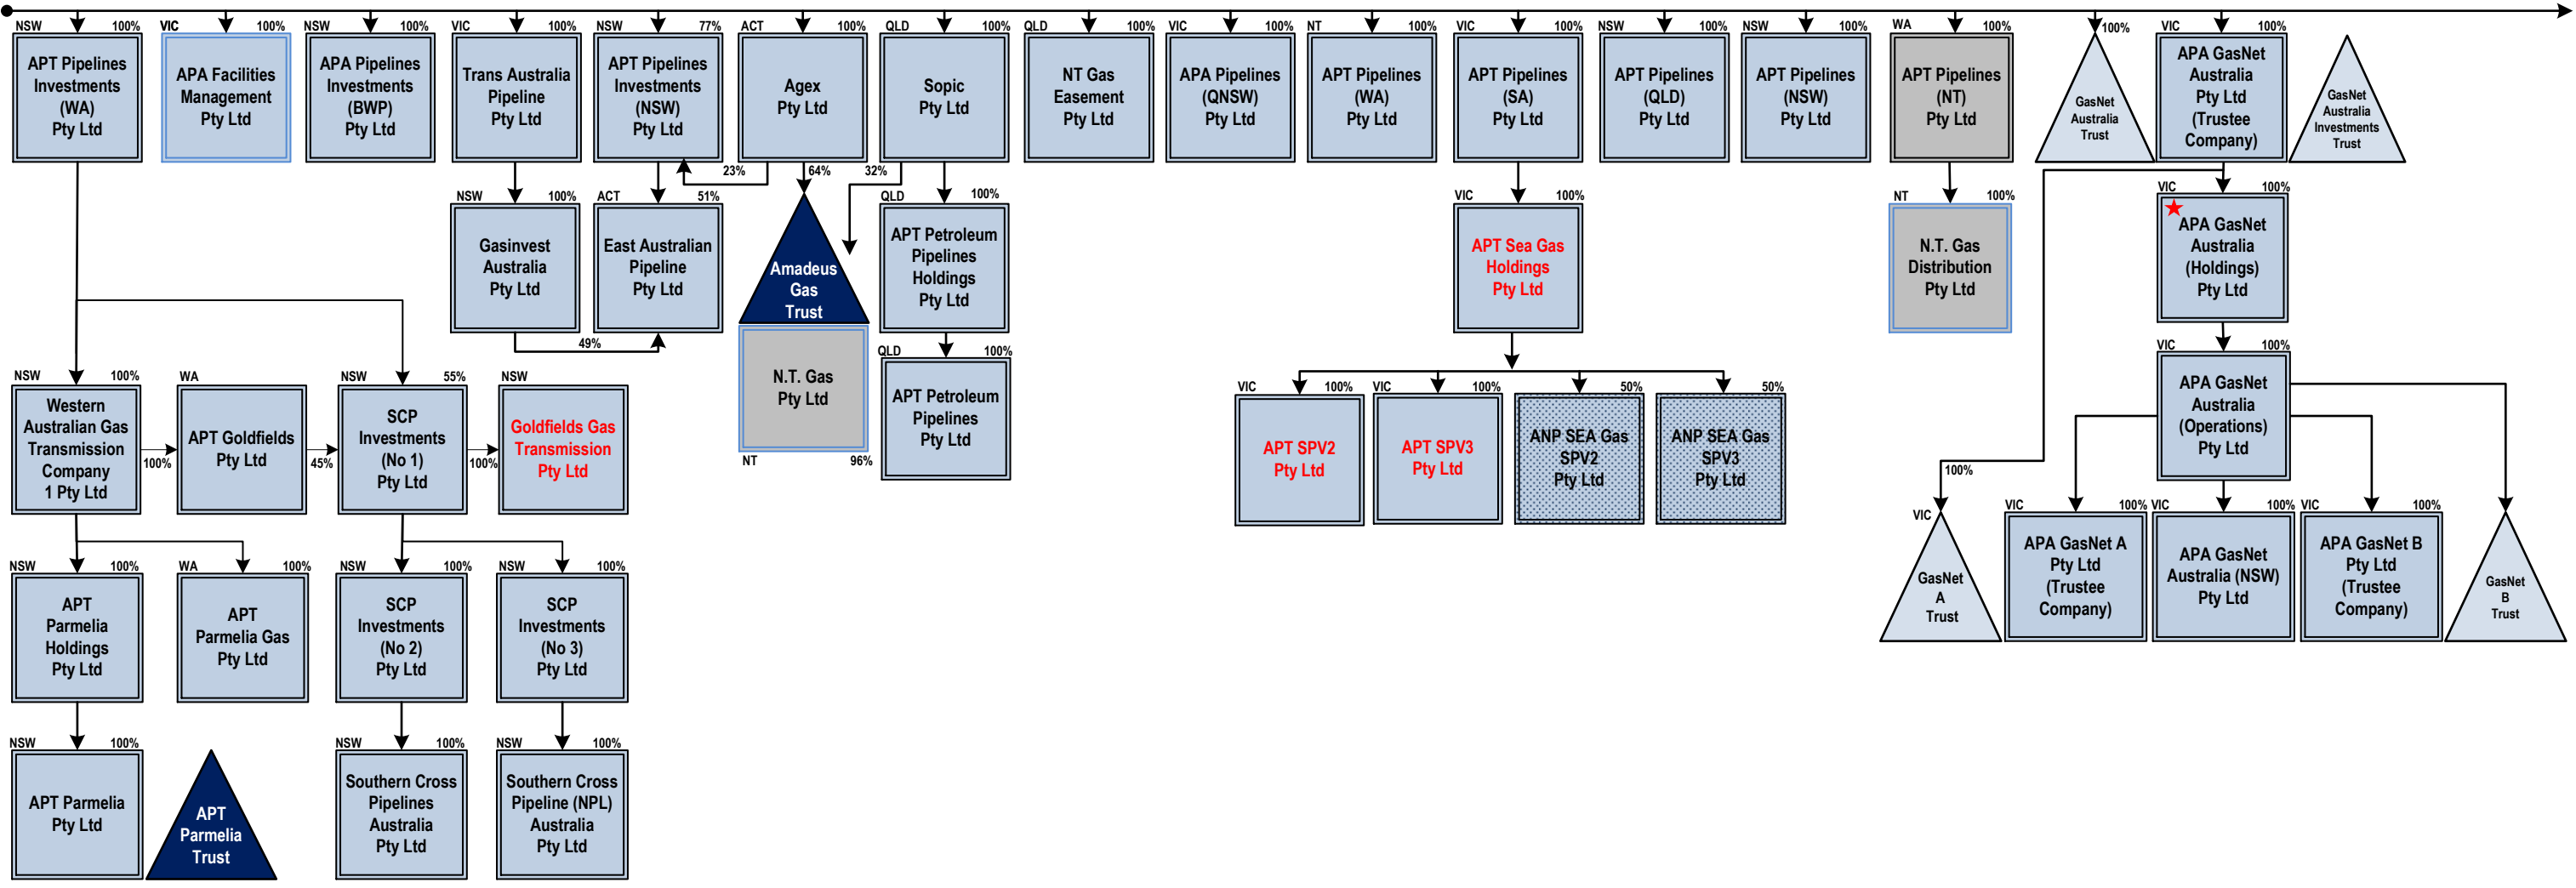 NSW 100%
APT Pipelines
Investments
(WA)
Pty Ltd
VIC 100%
APA Facilities
Management
Pty Ltd
NSW 100%
APA Pipelines
Investments
(BWP)
Pty Ltd
VIC 100%
Trans Australia
Pipeline
Pty Ltd
NSW 77%
APT Pipelines
Investments
(NSW)
Pty Ltd
ACT 100%
Agex
Pty Ltd
QLD 100%
Sopic
Pty Ltd
QLD 100%
NT Gas
Easement
Pty Ltd
VIC 100%
APA Pipelines
(QNSW)
Pty Ltd
NT 100%
APT Pipelines
(WA)
Pty Ltd
VIC 100%
APT Pipelines
(SA)
Pty Ltd
NSW 100%
APT Pipelines
(QLD)
Pty Ltd
NSW 100%
APT Pipelines
(NSW)
Pty Ltd
WA 100%
APT Pipelines
(NT)
Pty Ltd
100%
GasNet
Australia
Trust
VIC 100%
APA GasNet
Australia
Pty Ltd
(Trustee
Company)
GasNet
Australia
Investments
Trust
23%
64%
32%
NSW 100%
Gasinvest
Australia
Pty Ltd
ACT 51%
East Australian
Pipeline
Pty Ltd
49%
Amadeus
Gas
Trust
N.T. Gas
Pty Ltd
NT 96%
QLD 100%
APT Petroleum
Pipelines
Holdings
Pty Ltd
QLD 100%
APT Petroleum
Pipelines
Pty Ltd
VIC 100%
APT Sea Gas
Holdings
Pty Ltd
VIC 100%
APT SPV2
Pty Ltd
VIC 100%
APT SPV3
Pty Ltd
50%
ANP SEA Gas
SPV2
Pty Ltd
50%
ANP SEA Gas
SPV3
Pty Ltd
NT 100%
N.T. Gas
Distribution
Pty Ltd
VIC 100%
APA GasNet
Australia
(Holdings)
Pty Ltd
VIC 100%
APA GasNet
Australia
(Operations)
Pty Ltd
100%
VIC
GasNet
A
Trust
VIC 100%
APA GasNet A
Pty Ltd
(Trustee
Company)
VIC 100%
APA GasNet
Australia (NSW)
Pty Ltd
VIC 100%
APA GasNet B
Pty Ltd
(Trustee
Company)
GasNet
B
Trust
NSW 100%
Western
Australian Gas
Transmission
Company
1 Pty Ltd
100%
WA
APT Goldfields
Pty Ltd
45%
NSW 55%
SCP
Investments
(No 1)
Pty Ltd
100%
NSW
Goldfields Gas
Transmission
Pty Ltd
NSW 100%
APT
Parmelia
Holdings
Pty Ltd
WA 100%
APT
Parmelia Gas
Pty Ltd
NSW 100%
SCP
Investments
(No 2)
Pty Ltd
NSW 100%
SCP
Investments
(No 3)
Pty Ltd
NSW 100%
APT Parmelia
Pty Ltd
APT
Parmelia
Trust
NSW 100%
Southern Cross
Pipelines
Australia
Pty Ltd
NSW 100%
Southern Cross
Pipeline (NPL)
Australia
Pty Ltd